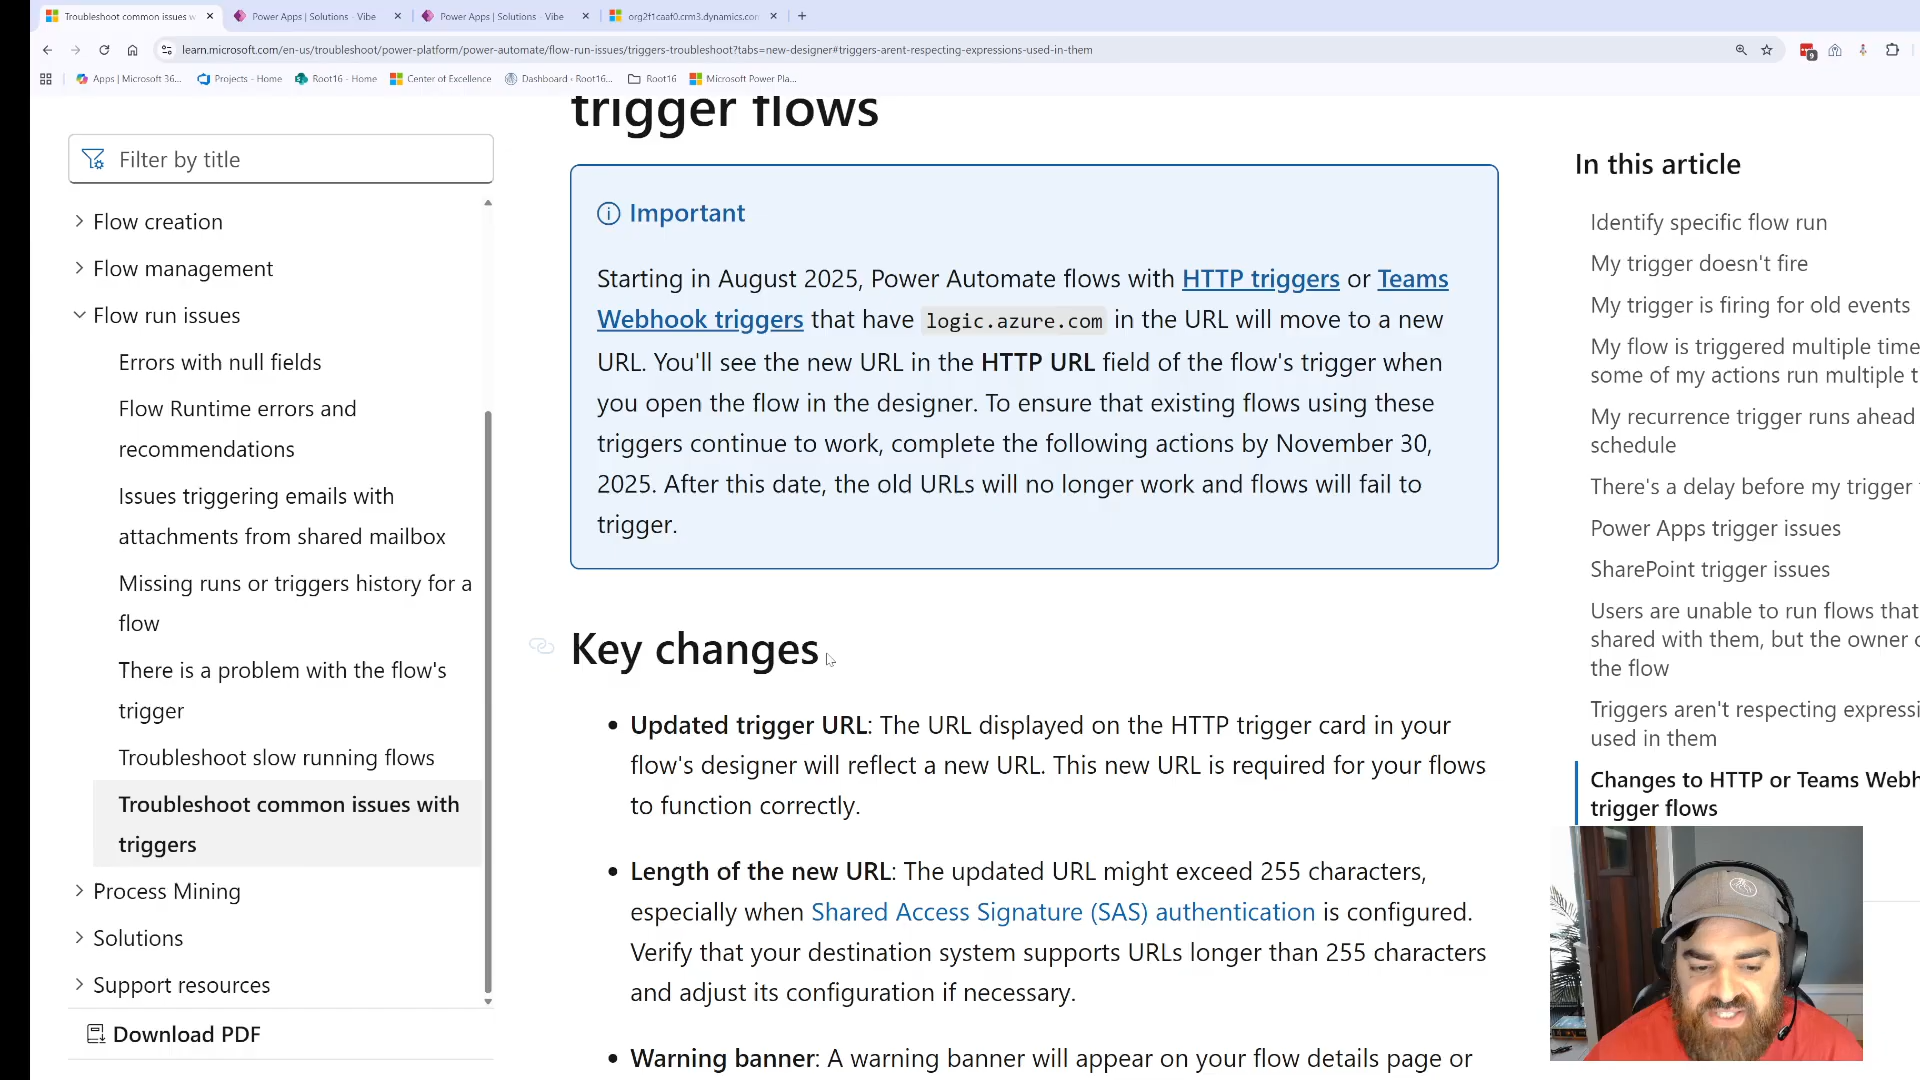 Troubleshoot common issues w
Power Apps | Solutions - Vibe
Power Apps | Solutions - Vibe
org2f1caaf0.crm3.dynamics.com
learn.microsoft.com/en-us/troubleshoot/power-platform/power-automate/flow-run-issues/triggers-troubleshoot?tabs=new-designer#triggers-arent-respecting-expressions-used-in-them
9
Apps | Microsoft 36...
Projects - Home
Root16 - Home
Center of Excellence
Dashboard ‹ Root16...
Root16
Microsoft Power Pla...
Filter by title
Flow creation
Flow management
Flow run issues
Errors with null fields
Flow Runtime errors and
recommendations
Issues triggering emails with
attachments from shared mailbox
Missing runs or triggers history for a
flow
There is a problem with the flow's
trigger
Troubleshoot slow running flows
Troubleshoot common issues with
triggers
Process Mining
Solutions
Support resources
Download PDF
trigger flows
Important
Starting in August 2025, Power Automate flows with HTTP triggers or Teams
Webhook triggers that have logic.azure.com in the URL will move to a new
URL. You'll see the new URL in the HTTP URL field of the flow's trigger when
you open the flow in the designer. To ensure that existing flows using these
triggers continue to work, complete the following actions by November 30,
2025. After this date, the old URLs will no longer work and flows will fail to
trigger.
Key changes
• Updated trigger URL: The URL displayed on the HTTP trigger card in your
flow's designer will reflect a new URL. This new URL is required for your flows
to function correctly.
• Length of the new URL: The updated URL might exceed 255 characters,
especially when Shared Access Signature (SAS) authentication is configured.
Verify that your destination system supports URLs longer than 255 characters
and adjust its configuration if necessary.
• Warning banner: A warning banner will appear on your flow details page or
In this article
Identify specific flow run
My trigger doesn't fire
My trigger is firing for old events
My flow is triggered multiple time
some of my actions run multiple t
My recurrence trigger runs ahead
schedule
There's a delay before my trigger
Power Apps trigger issues
SharePoint trigger issues
Users are unable to run flows that
shared with them, but the owner o
the flow
Triggers aren't respecting expressi
used in them
Changes to HTTP or Teams Webh
trigger flows